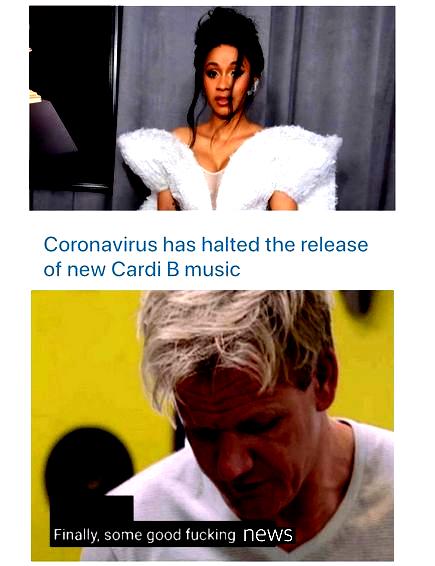 Coronavirus has halted the release
of new Cardi B music
Finally, some good fucking news